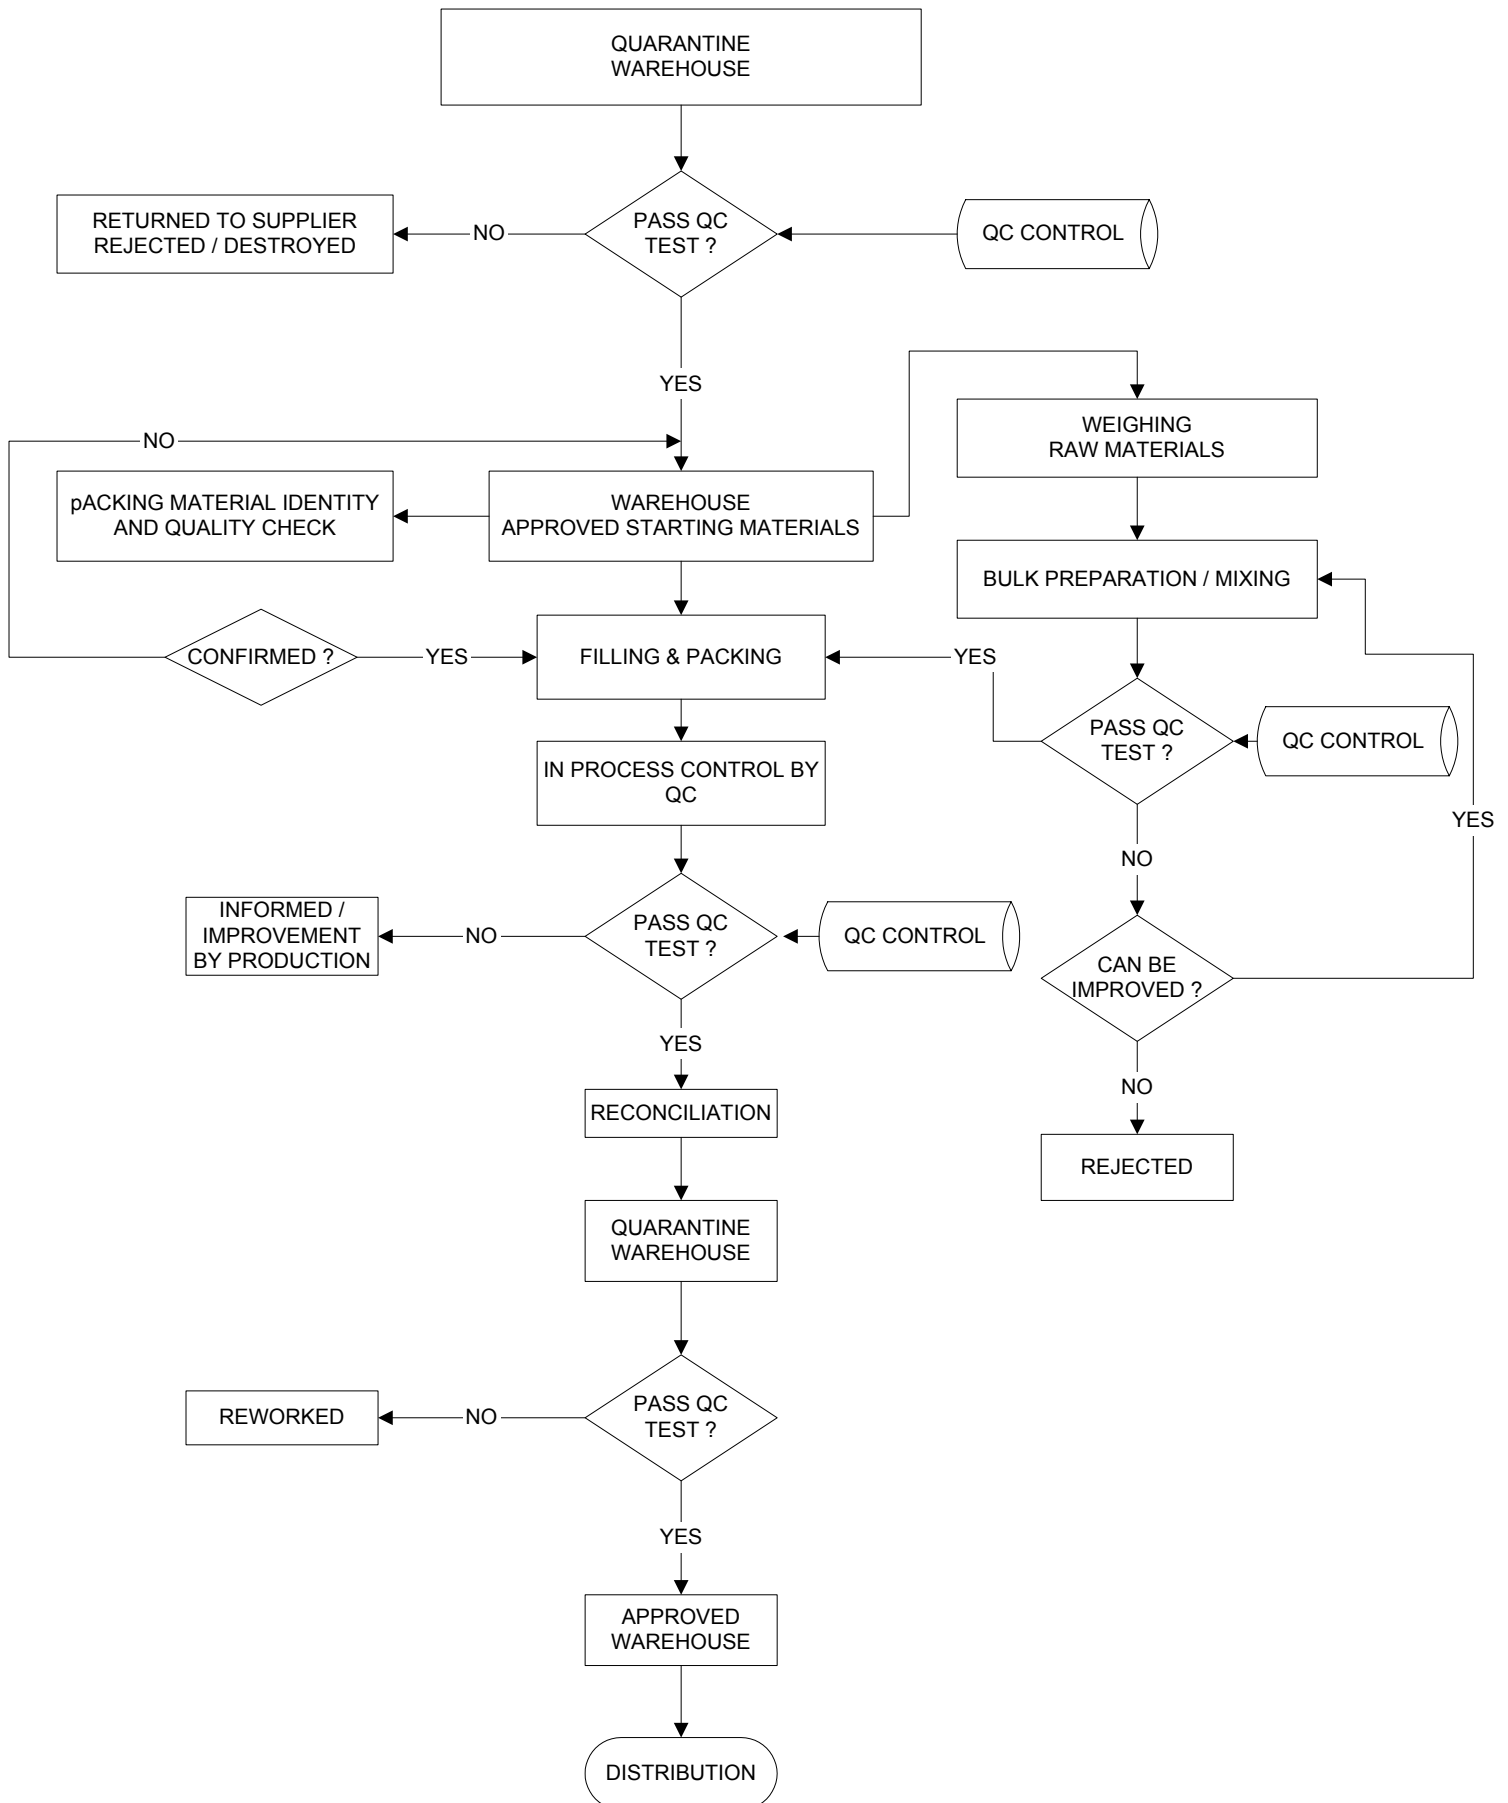 QUARANTINE
WAREHOUSE
RETURNED TO SUPPLIER
REJECTED / DESTROYED
NO
PASS QC
TEST ?
QC CONTROL
YES
WEIGHING
RAW MATERIALS
NO
pACKING MATERIAL IDENTITY
AND QUALITY CHECK
WAREHOUSE
APPROVED STARTING MATERIALS
BULK PREPARATION / MIXING
CONFIRMED ?
YES
FILLING & PACKING
YES
PASS QC
TEST ?
QC CONTROL
IN PROCESS CONTROL BY
QC
YES
NO
INFORMED /
IMPROVEMENT
BY PRODUCTION
NO
PASS QC
TEST ?
QC CONTROL
CAN BE
IMPROVED ?
YES
NO
RECONCILIATION
REJECTED
QUARANTINE
WAREHOUSE
REWORKED
NO
PASS QC
TEST ?
YES
APPROVED
WAREHOUSE
DISTRIBUTION